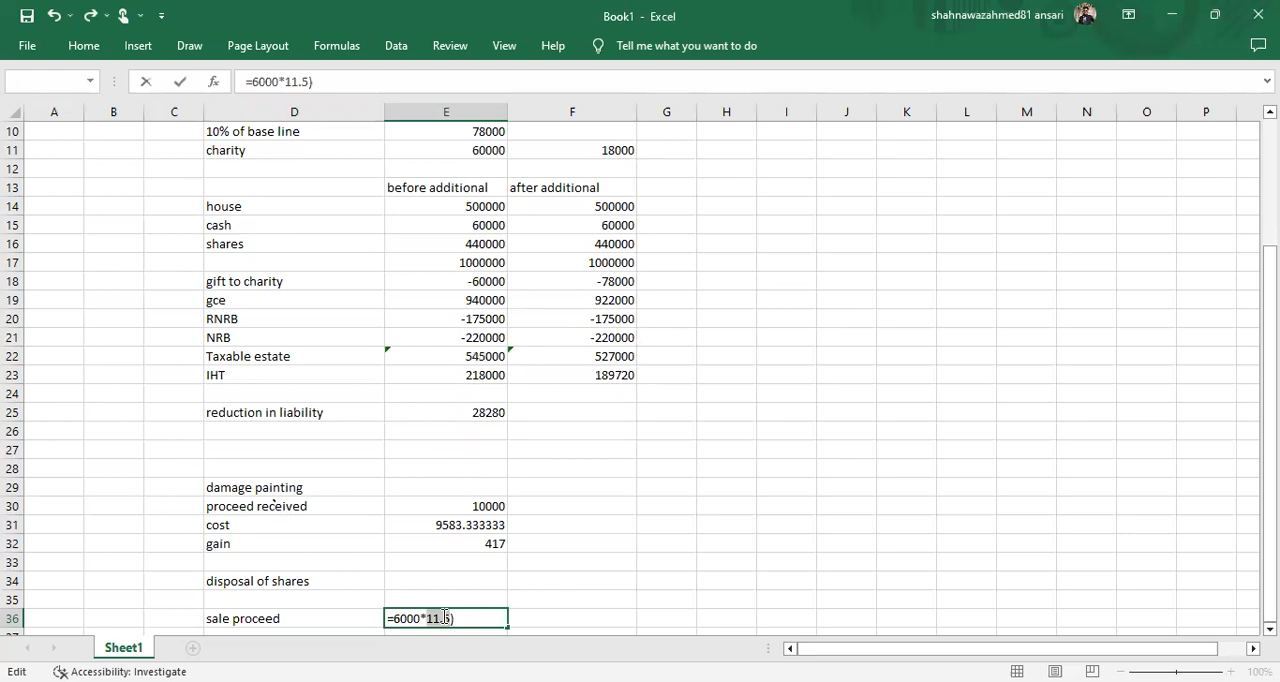 Book1 - Excel
shahnawazahmed81 ansari
File Home Insert Draw Page Layout Formulas Data Review View Help Tell me what you want to do
fx =6000*11.5)
A B C D E F G H I J K L M N O P
10 10% of base line 78000
11 charity 60000 18000
12
13 before additional after additional
14 house 500000 500000
15 cash 60000 60000
16 shares 440000 440000
17 1000000 1000000
18 gift to charity -60000 -78000
19 gce 940000 922000
20 RNRB -175000 -175000
21 NRB -220000 -220000
22 Taxable estate 545000 527000
23 IHT 218000 189720
24
25 reduction in liability 28280
26
27
28
29 damage painting
30 proceed received 10000
31 cost 9583.333333
32 gain 417
33
34 disposal of shares
35
36 sale proceed =6000*11.5)
37
Sheet1
Edit Accessibility: Investigate 100%